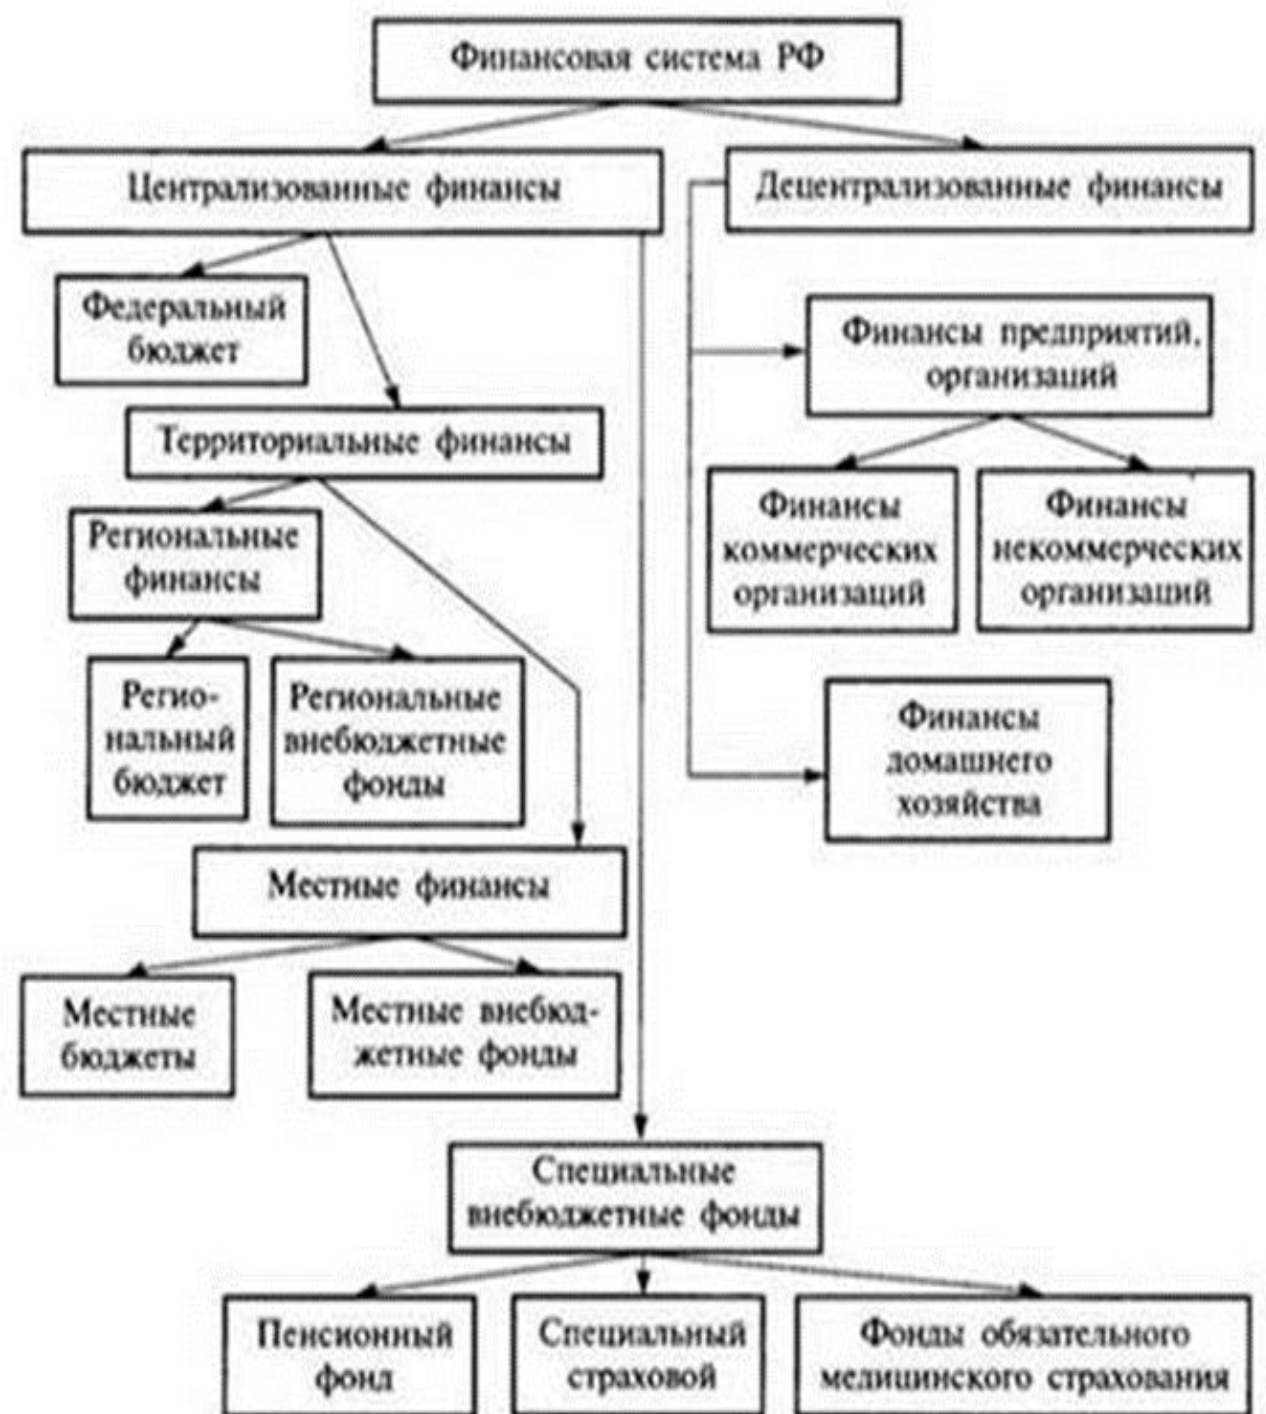 Финансовая система РФ
Централизованные финансы
Децентрализованные финансы
Федеральный
бюджет
Финансы предприятий,
организаций
Территориальные финансы
Финансы
коммерческих
организаций
Финансы
некоммерческих
организаций
Региональные
финансы
Регио-
нальный
бюджет
Региональные
внебюджетные
фонды
Финансы
домашнего
хозяйства
Местные финансы
Местные
бюджеты
Местные внебюд-
жетные фонды
Специальные
внебюджетные фонды
Пенсионный
фонд
Специальный
страховой
Фонды обязательного
медицинского страхования